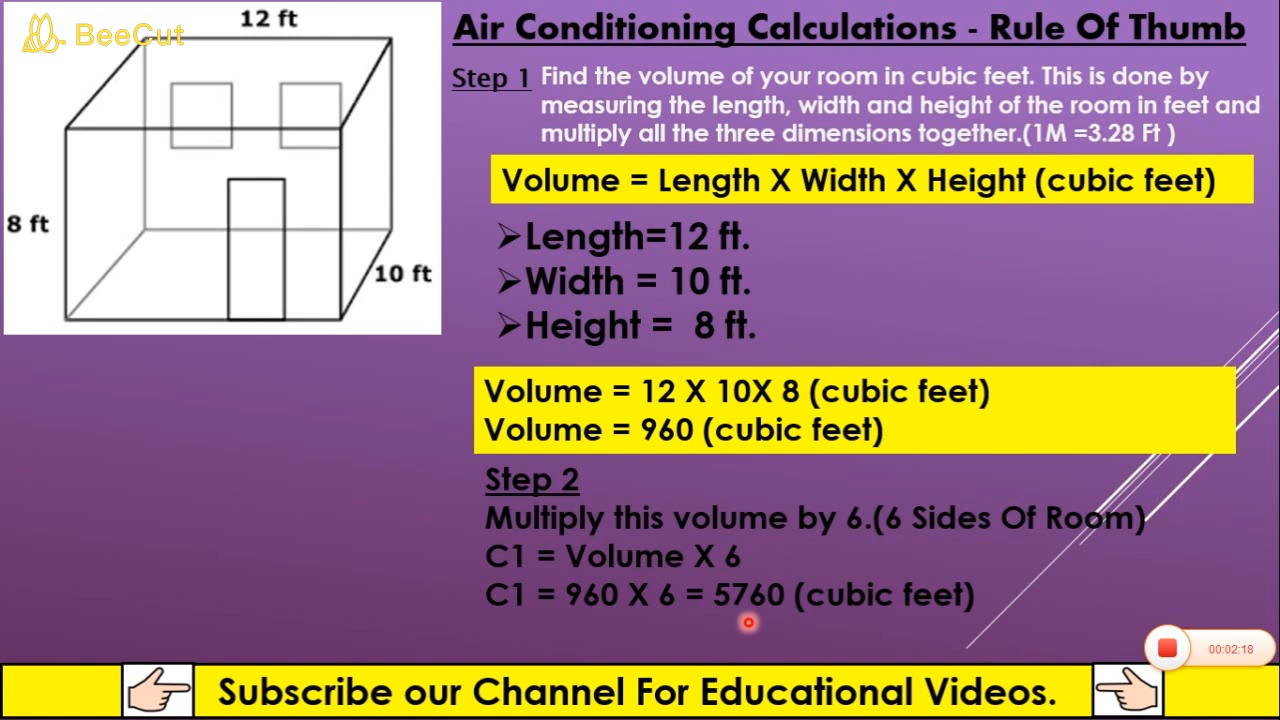 BeeCut
12 ft
8 ft
10 ft
Air Conditioning Calculations - Rule Of Thumb
Step 1 Find the volume of your room in cubic feet. This is done by
measuring the length, width and height of the room in feet and
multiply all the three dimensions together.(1M =3.28 Ft )
Volume = Length X Width X Height (cubic feet)
➢Length=12 ft.
➢Width = 10 ft.
➢Height = 8 ft.
Volume = 12 X 10X 8 (cubic feet)
Volume = 960 (cubic feet)
Step 2
Multiply this volume by 6.(6 Sides Of Room)
C1 = Volume X 6
C1 = 960 X 6 = 5760 (cubic feet)
00:02:18
Subscribe our Channel For Educational Videos.